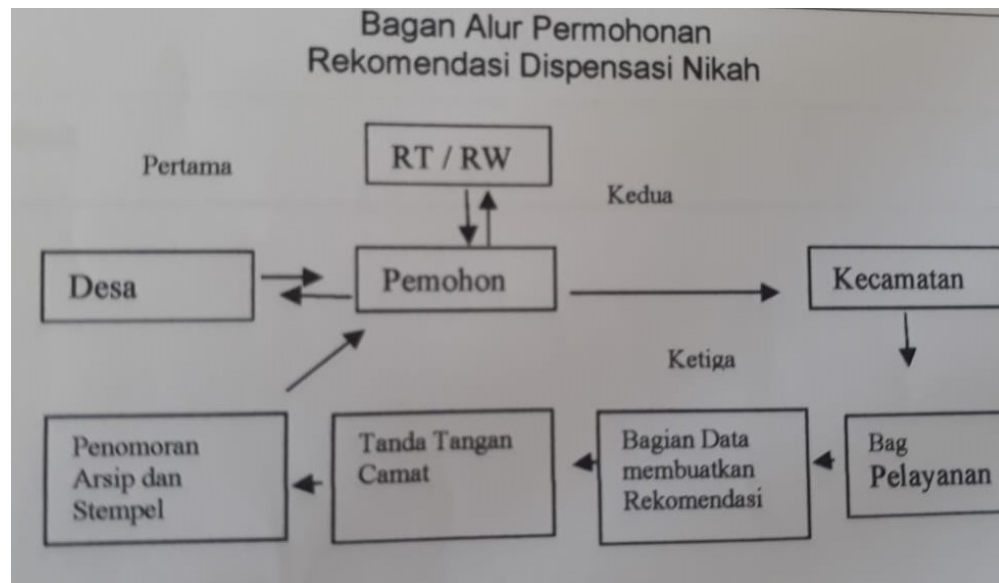 Bagan Alur Permohonan
Rekomendasi Dispensasi Nikah
Pertama
RT / RW
Kedua
Desa
Pemohon
Kecamatan
Ketiga
Penomoran
Arsip dan
Stempel
Tanda Tangan
Camat
Bagian Data
membuatkan
Rekomendasi
Bag
Pelayanan